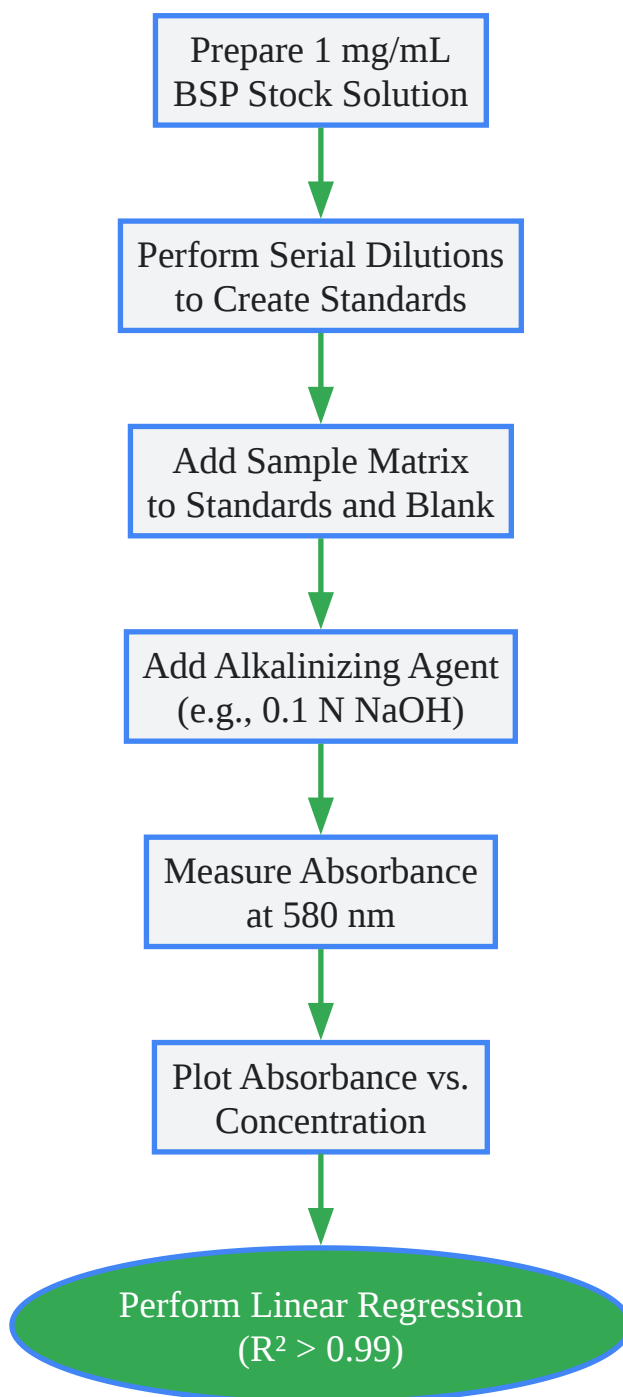 Prepare 1 mg/mL
BSP Stock Solution
Perform Serial Dilutions
to Create Standards
Add Sample Matrix
to Standards and Blank
Add Alkalinizing Agent
(e.g., 0.1 N NaOH)
Measure Absorbance
at 580 nm
Plot Absorbance vs.
Concentration
Perform Linear Regression
(R² > 0.99)